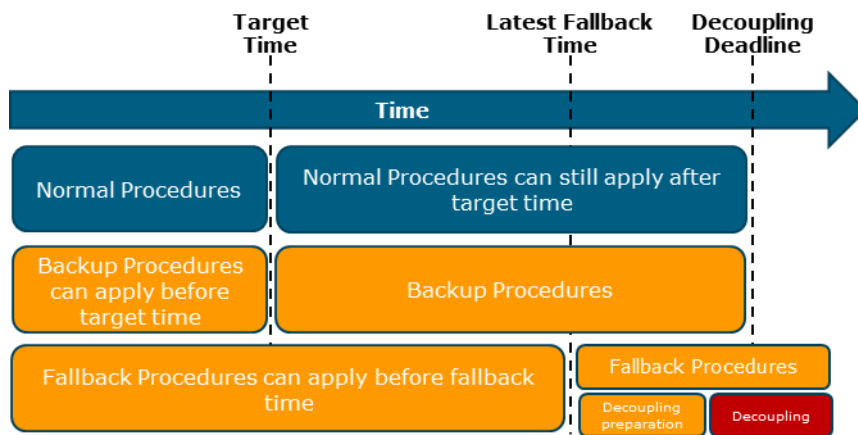 Target
Time
Latest Fallback
Time
Decoupling
Deadline
Time
Normal Procedures
Normal Procedures can still apply after
target time
Backup Procedures
can apply before
target time
Backup Procedures
Fallback Procedures can apply before fallback
time
Fallback Procedures
Decoupling
preparation
Decoupling